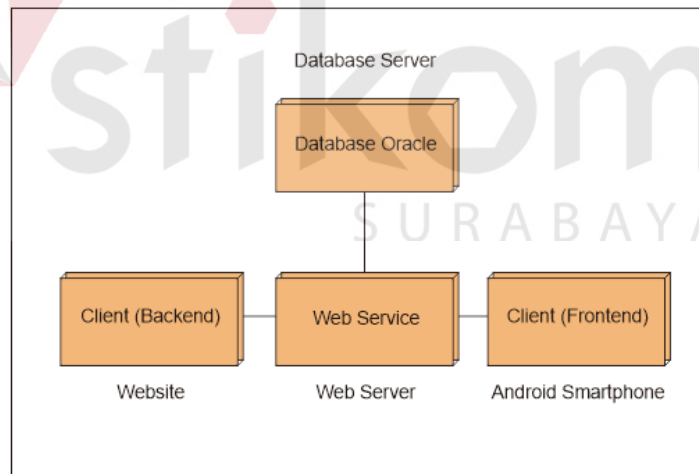 stikom
SURABAYA
Database Server
Database Oracle
Client (Backend)
Web Service
Client (Frontend)
Website
Web Server
Android Smartphone